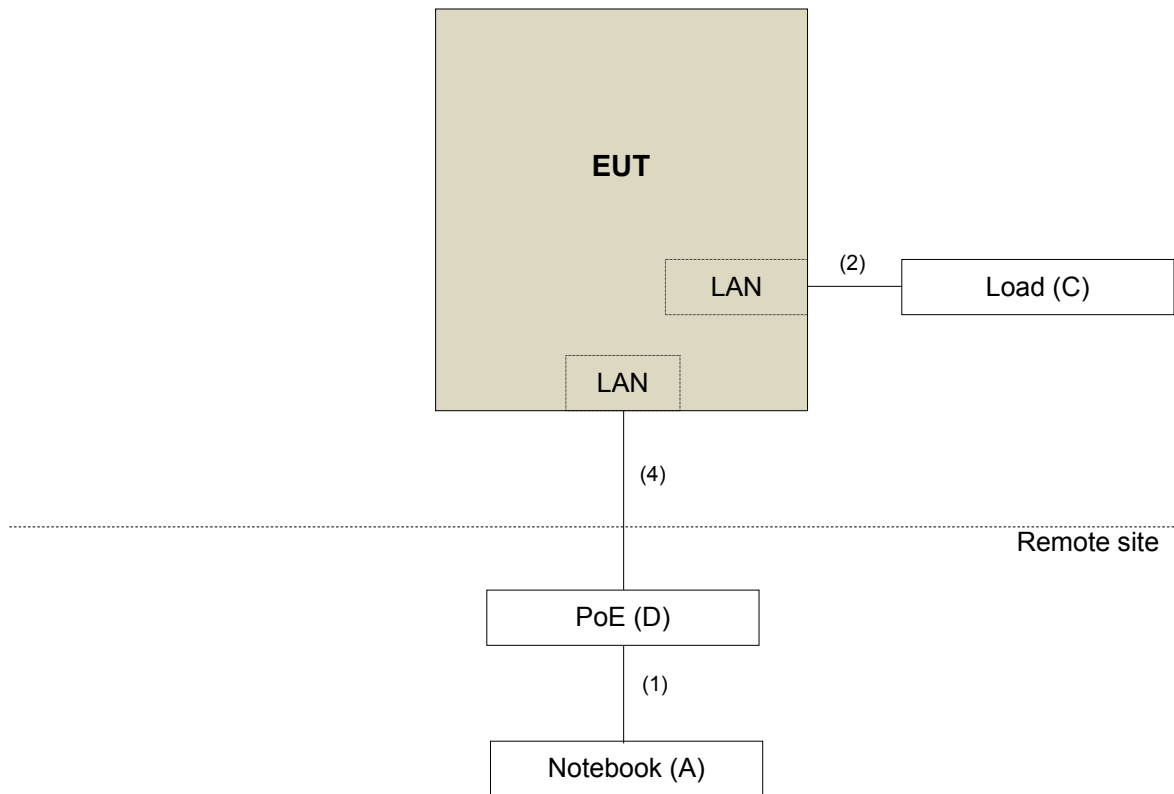 EUT
(2)
LAN
Load (C)
LAN
(4)
Remote site
PoE (D)
(1)
Notebook (A)